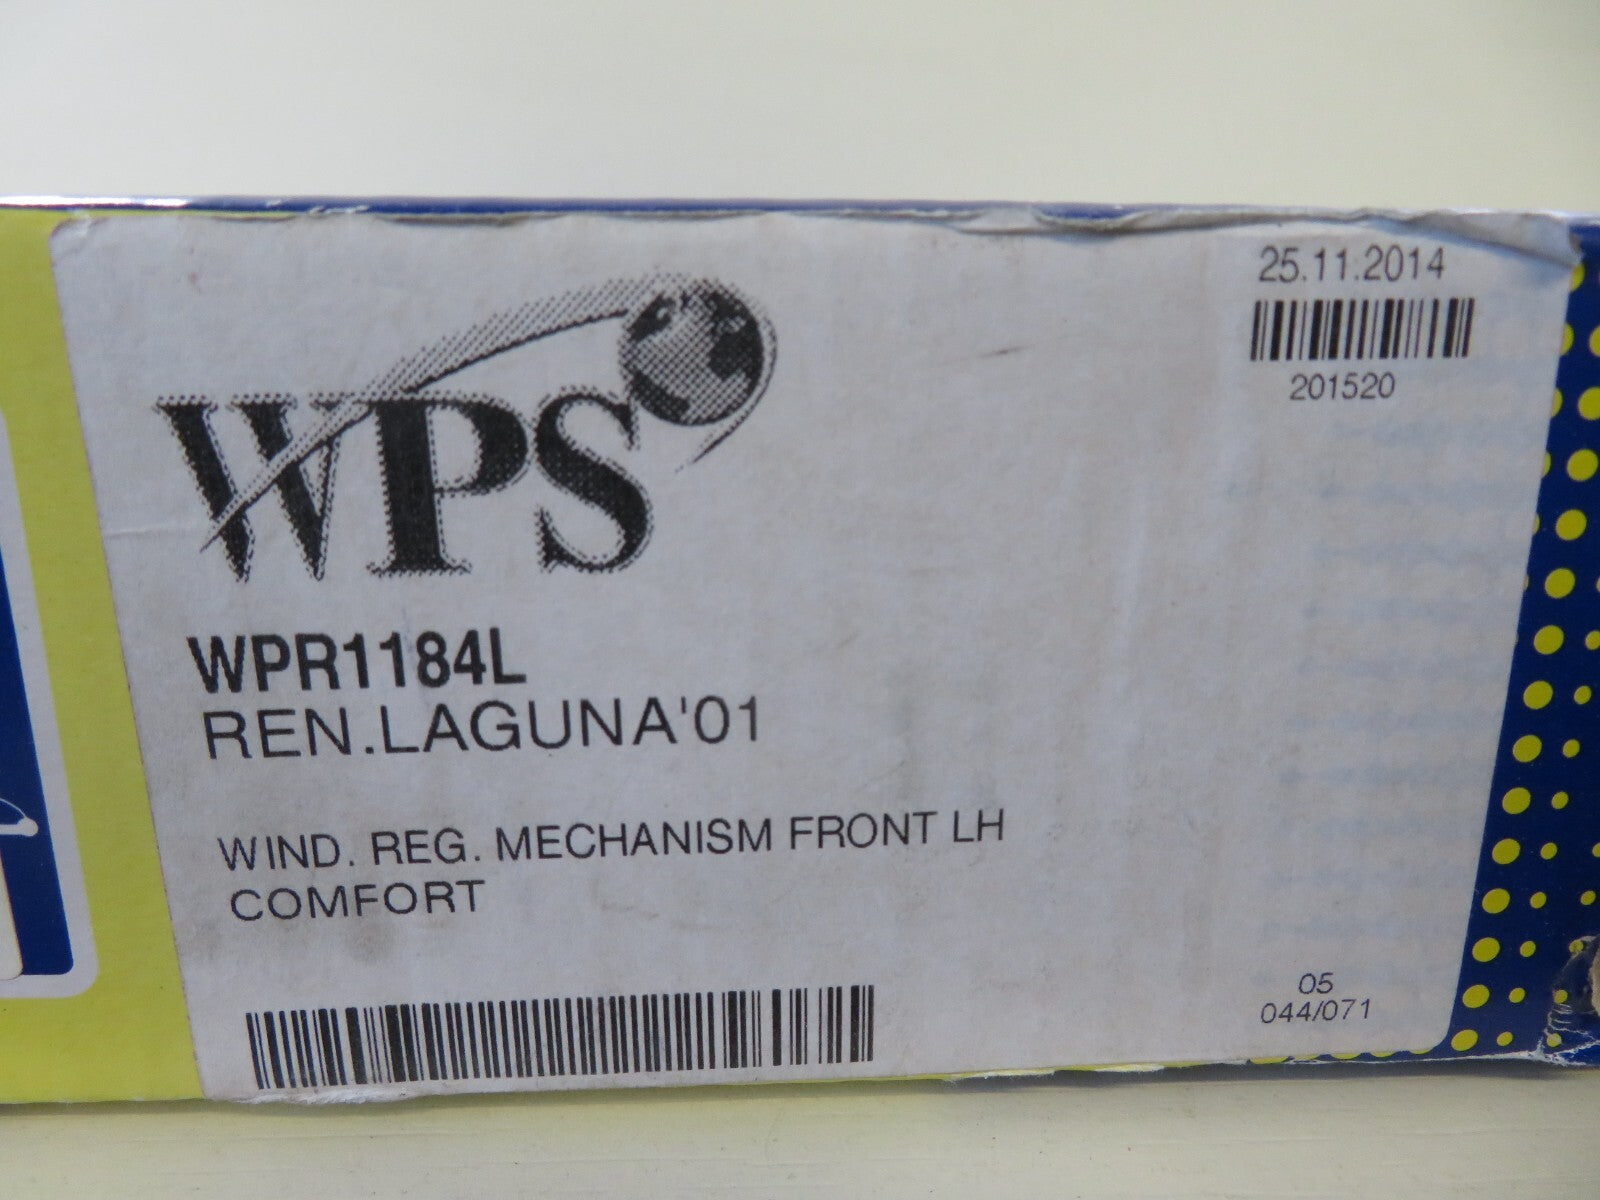 25.11.2014
201520
WPS
WPR1184L
REN.LAGUNA'01
WIND. REG. MECHANISM FRONT LH
COMFORT
05
044/071